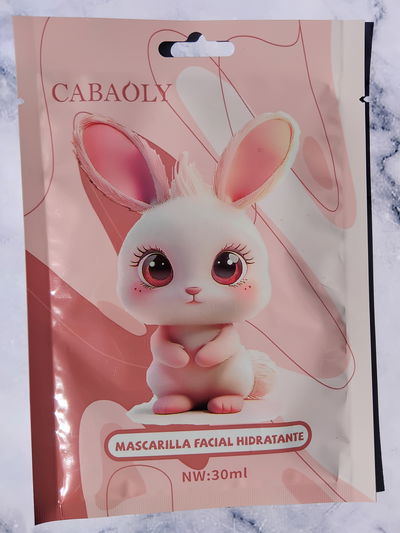 CABAOLY
MASCARILLA FACIAL HIDRATANTE
NW:30ml